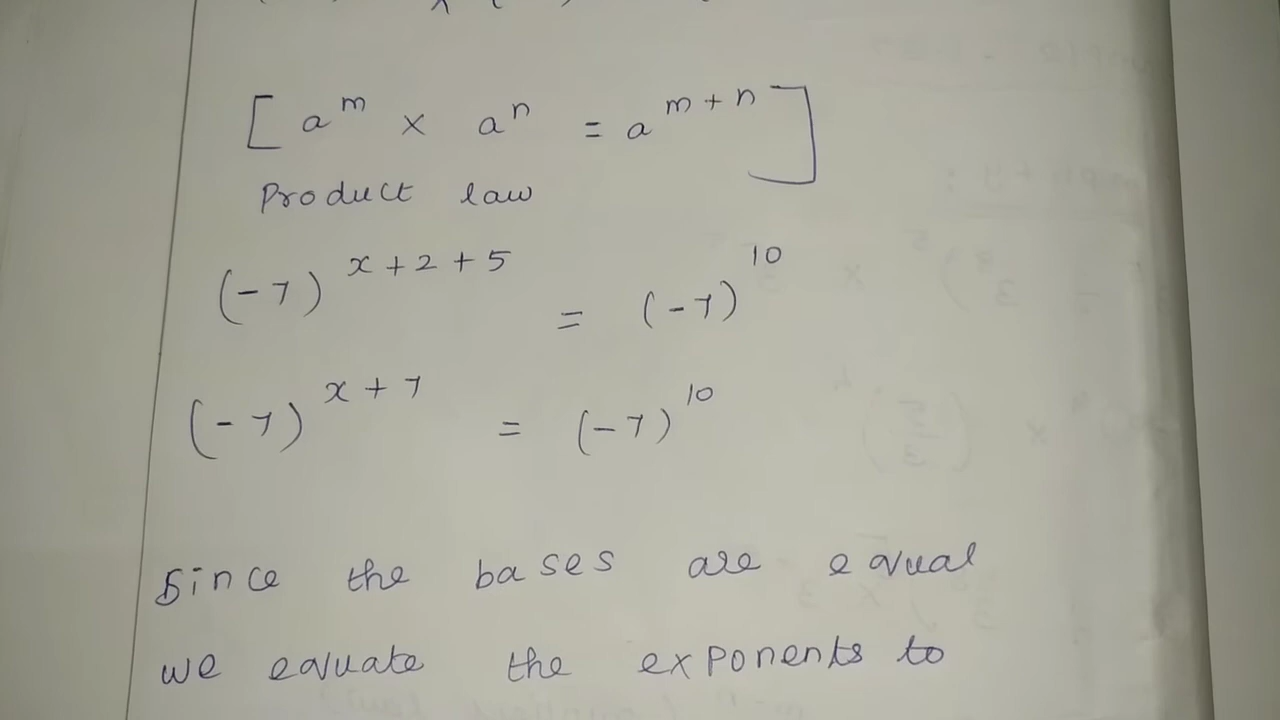 [ a^m × a^n = a^(m+n) ]
Product law
(-7)^(x+2+5) = (-7)^10
(-7)^(x+7) = (-7)^10
Since the bases are equal
we equate the exponents to